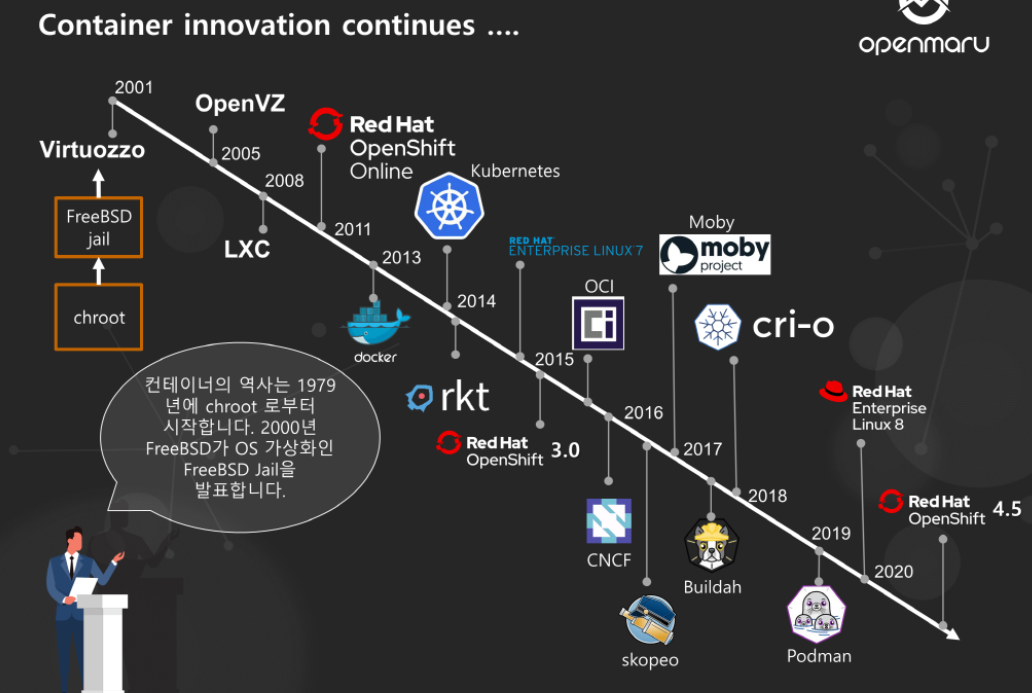 Container innovation continues ....
openmaru
2001
Virtuozzo
FreeBSD
jail
chroot
OpenVZ
2005
2008
LXC
Red Hat
OpenShift
Online
2011
2013
docker
Kubernetes
2014
rkt
RED HAT
ENTERPRISE LINUX 7
2015
Red Hat
OpenShift 3.0
OCI
2016
CNCF
skopeo
Moby
moby
project
2017
Buildah
cri-o
2018
2019
Podman
Red Hat
Enterprise
Linux 8
2020
Red Hat
OpenShift 4.5
컨테이너의 역사는 1979
년에 chroot 로부터
시작합니다. 2000년
FreeBSD가 OS 가상화인
FreeBSD Jail을
발표합니다.